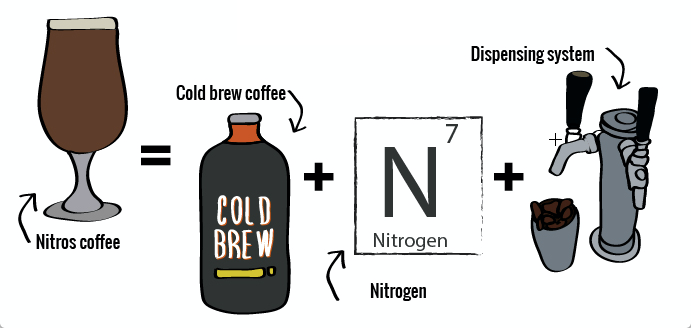 Dispensing system
Cold brew coffee
7
N
Nitrogen
COLD
BREW
Nitros coffee
Nitrogen